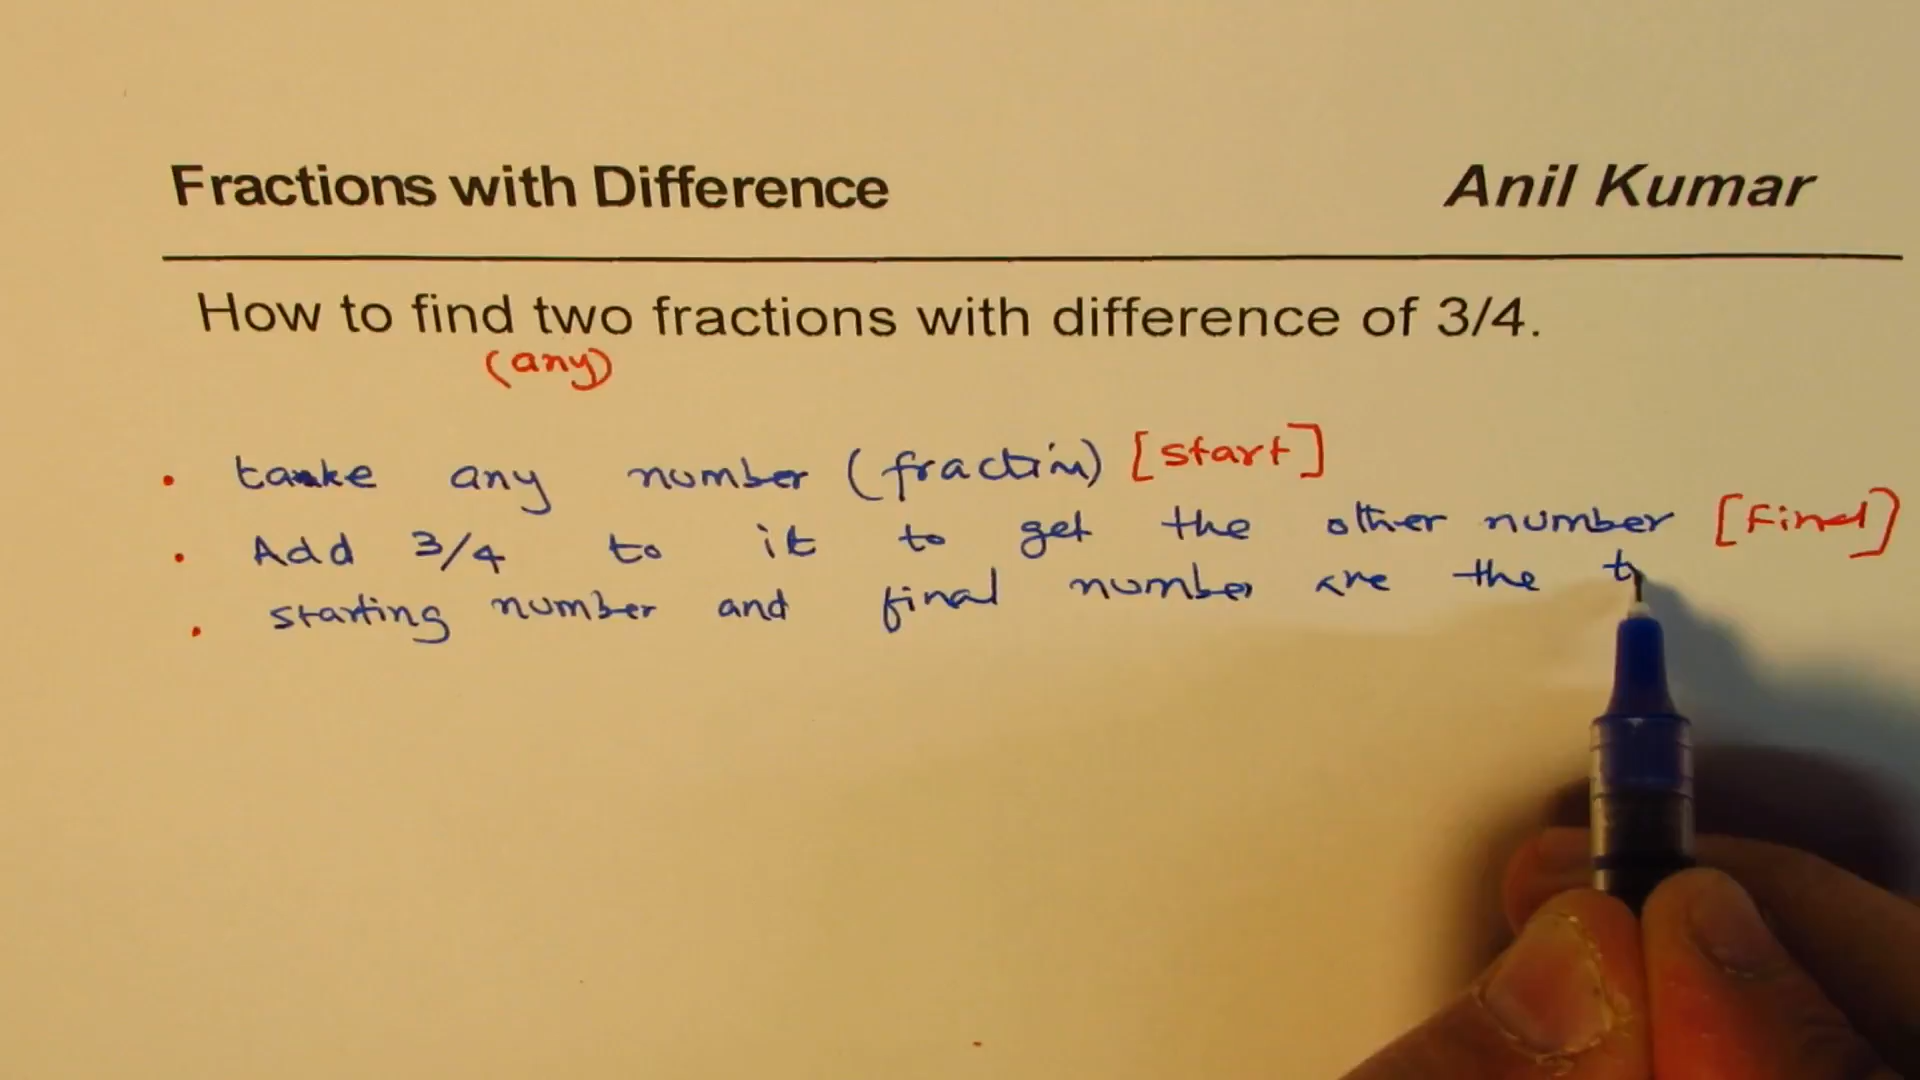 Fractions with Difference Anil Kumar
How to find two fractions with difference of 3/4.
(any)
• take any number (fraction) [start]
• Add 3/4 to it to get the other number [Final]
• starting number and final number are the t